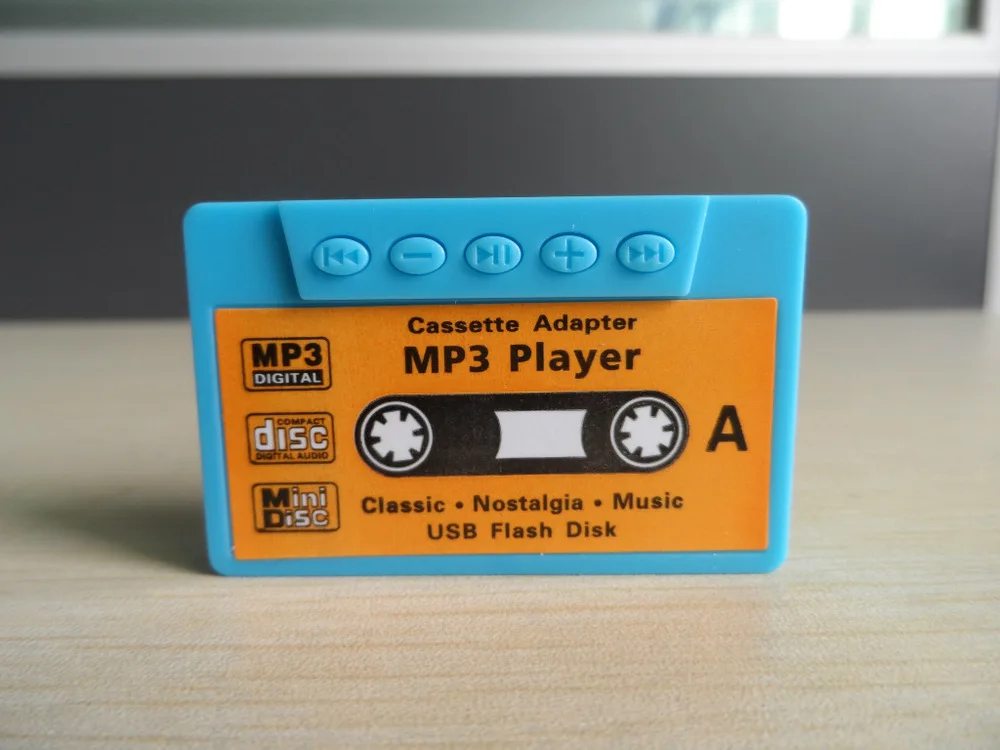 Cassette Adapter
MP3 Player
MP3
DIGITAL
COMPACT
disc
DIGITAL AUDIO
Mini
Disc
A
Classic • Nostalgia • Music
USB Flash Disk